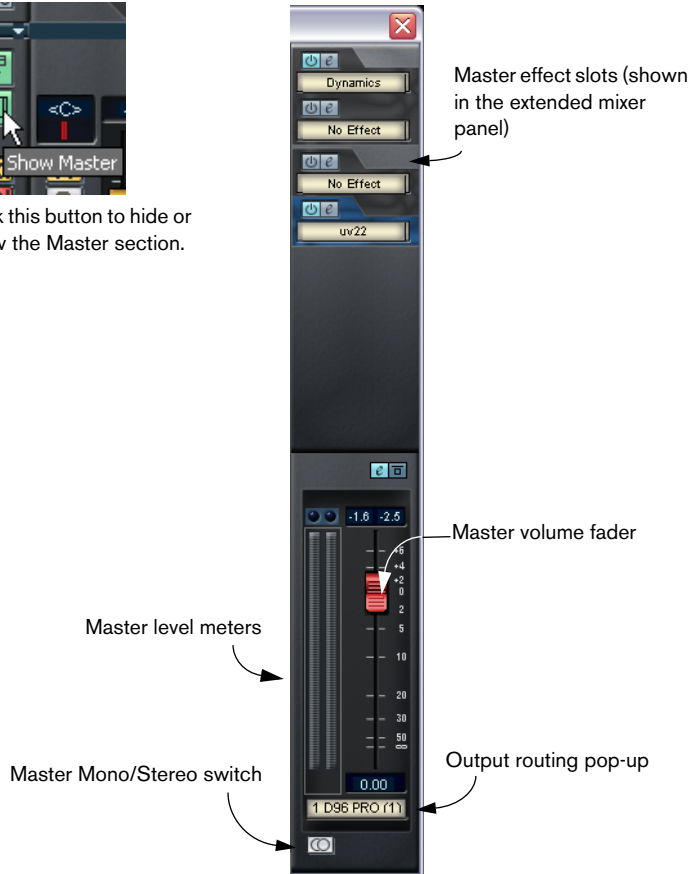 <C>
Show Master
k this button to hide or
w the Master section.
e
Dynamics
e
No Effect
e
No Effect
e
uv22
Master effect slots (shown
in the extended mixer
panel)
e
-1.6 -2.5
+6
+4
+2
0
2
5
10
20
30
50
∞
Master volume fader
Master level meters
0.00
1 D96 PRO (1)
Output routing pop-up
Master Mono/Stereo switch